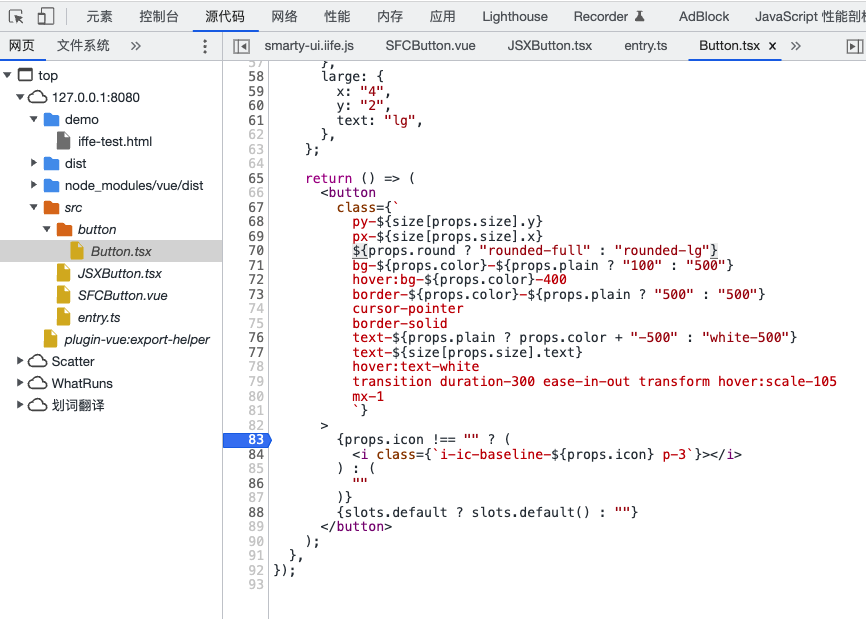 元素 控制台 源代码 网络 性能 内存 应用 Lighthouse Recorder AdBlock JavaScript 性能剖析
网页 文件系统 » smarty-ui.iife.js SFCButton.vue JSXButton.tsx entry.ts Button.tsx × »
top
127.0.0.1:8080
demo
iffe-test.html
dist
node_modules/vue/dist
src
button
Button.tsx
JSXButton.tsx
SFCButton.vue
entry.ts
plugin-vue:export-helper
Scatter
WhatRuns
划词翻译
57 },
58 large: {
59 x: "4",
60 y: "2",
61 text: "lg",
62 },
63 };
64
65 return () => (
66 <button
67 class={`
68 py-${size[props.size].y}
69 px-${size[props.size].x}
70 ${props.round ? "rounded-full" : "rounded-lg"}
71 bg-${props.color}-${props.plain ? "100" : "500"}
72 hover:bg-${props.color}-400
73 border-${props.color}-${props.plain ? "500" : "500"}
74 cursor-pointer
75 border-solid
76 text-${props.plain ? props.color + "-500" : "white-500"}
77 text-${size[props.size].text}
78 hover:text-white
79 transition duration-300 ease-in-out transform hover:scale-105
80 mx-1
81 `}
82 >
83 {props.icon !== "" ? (
84 <i class={`i-ic-baseline-${props.icon} p-3`}></i>
85 ) : (
86 ""
87 )}
88 {slots.default ? slots.default() : ""}
89 </button>
90 );
91 },
92 });
93